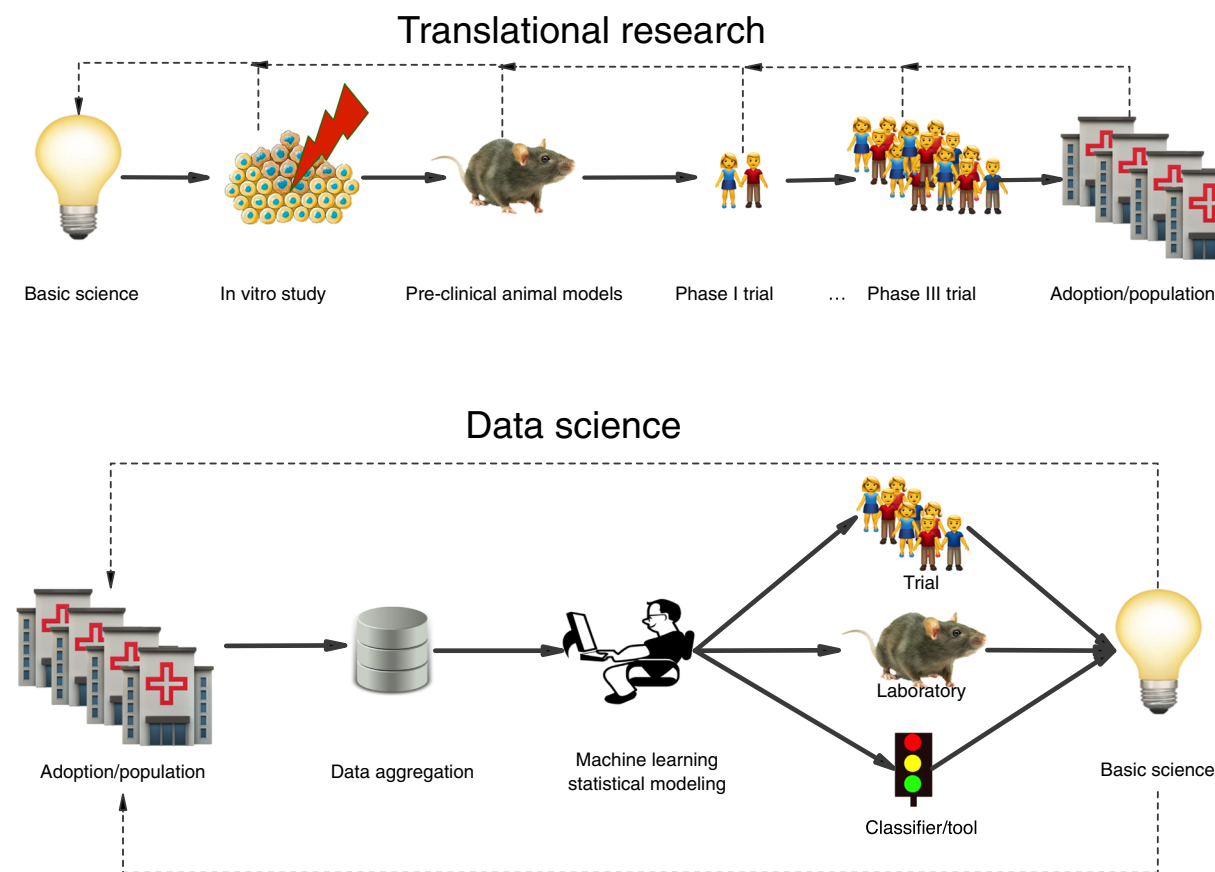 Translational research
Basic science
In vitro study
Pre-clinical animal models
Phase I trial
...
Phase III trial
Adoption/population
Data science
Trial
Laboratory
Adoption/population
Data aggregation
Machine learning
statistical modeling
Classifier/tool
Basic science